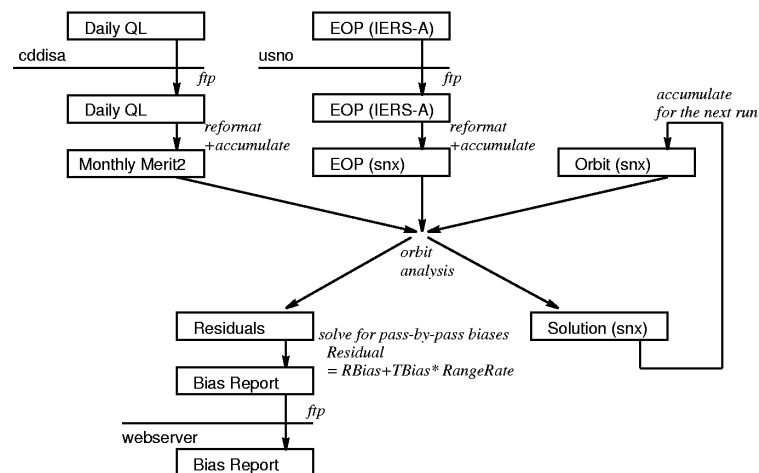 Daily QL
EOP (IERS-A)
cddisa
usno
ftp
ftp
Daily QL
EOP (IERS-A)
accumulate
for the next run
reformat
+accumulate
reformat
+accumulate
Monthly Merit2
EOP (snx)
Orbit (snx)
orbit
analysis
Residuals
solve for pass-by-pass biases
Residual
= RBias+TBias* RangeRate
Solution (snx)
Bias Report
ftp
webserver
Bias Report